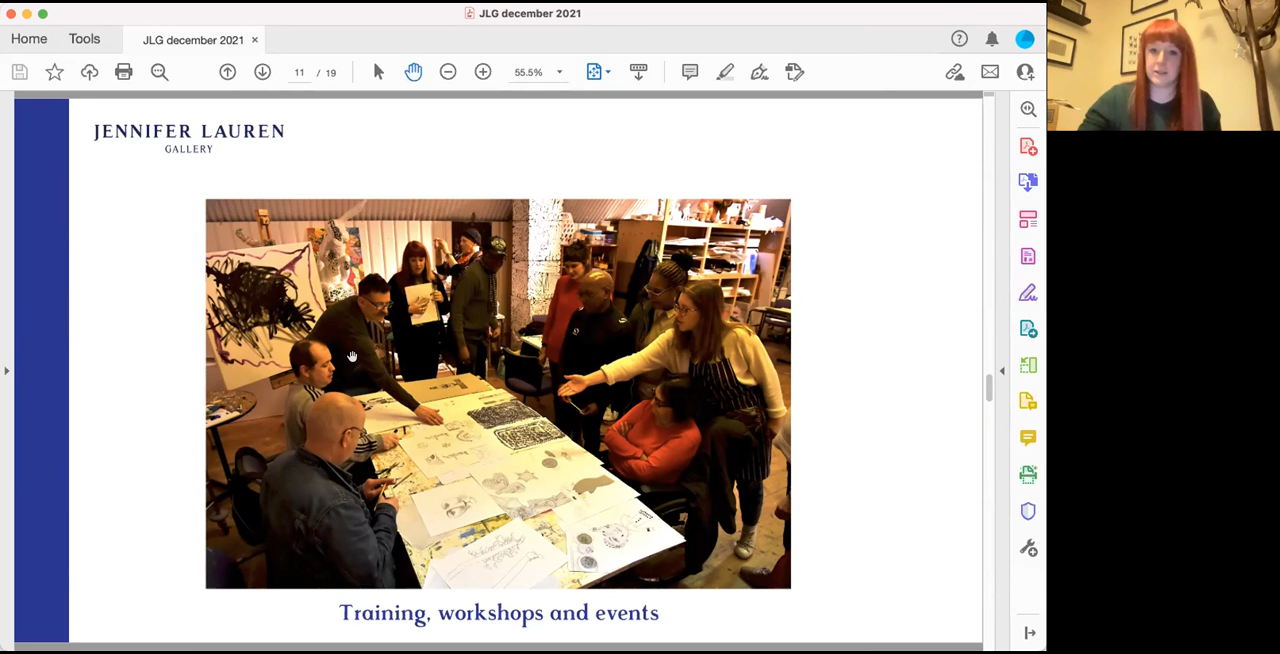 JLG december 2021
Home Tools JLG december 2021 ×
11 / 19 55.5%
JENNIFER LAUREN
GALLERY
Training, workshops and events